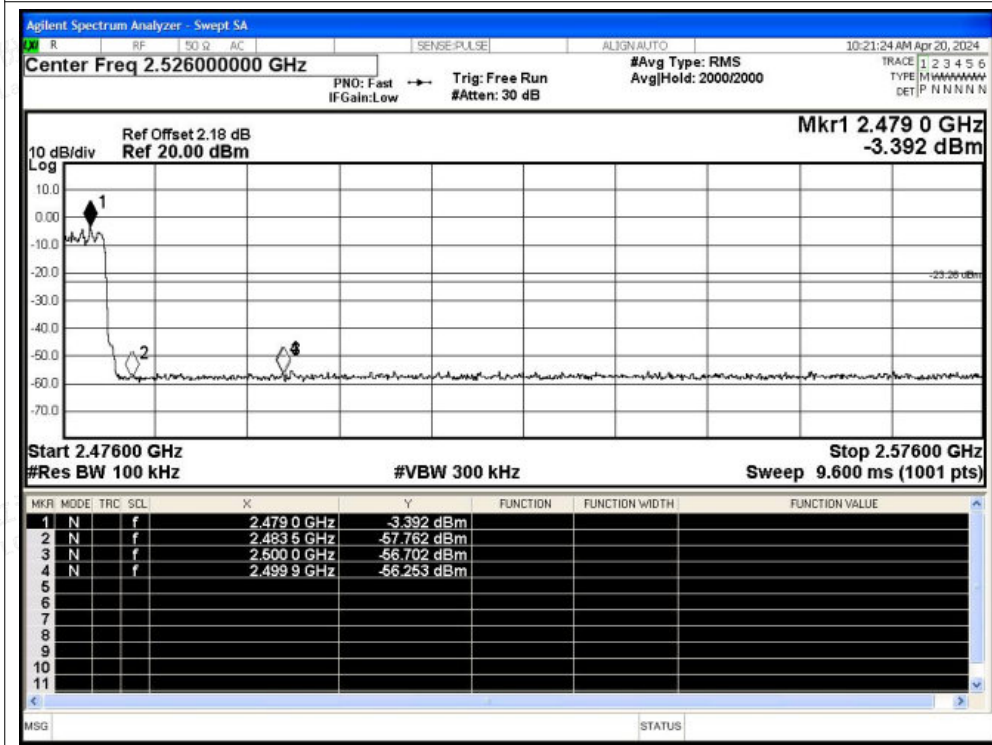 Agilent Spectrum Analyzer - Swept SA
LXI R RF 50 Ω AC SENSE:PULSE ALIGN AUTO 10:21:24 AM Apr 20, 2024
Center Freq 2.526000000 GHz #Avg Type: RMS TRACE 1 2 3 4 5 6
PNO: Fast Trig: Free Run Avg|Hold: 2000/2000 TYPE M
IFGain:Low #Atten: 30 dB DET P N N N N N
Mkr1 2.479 0 GHz
Ref Offset 2.18 dB
10 dB/div Ref 20.00 dBm -3.392 dBm
Log
10.0
1
0.00
-10.0
-20.0
-23.26 dBm
-30.0
-40.0
-50.0
2
-60.0
-70.0
Start 2.47600 GHz Stop 2.57600 GHz
#Res BW 100 kHz #VBW 300 kHz Sweep 9.600 ms (1001 pts)
MKR MODE TRC SCL X Y FUNCTION FUNCTION WIDTH FUNCTION VALUE
1 N f 2.479 0 GHz -3.392 dBm
2 N f 2.483 5 GHz -57.762 dBm
3 N f 2.500 0 GHz -56.702 dBm
4 N f 2.499 9 GHz -56.253 dBm
5
6
7
8
9
10
11
MSG STATUS